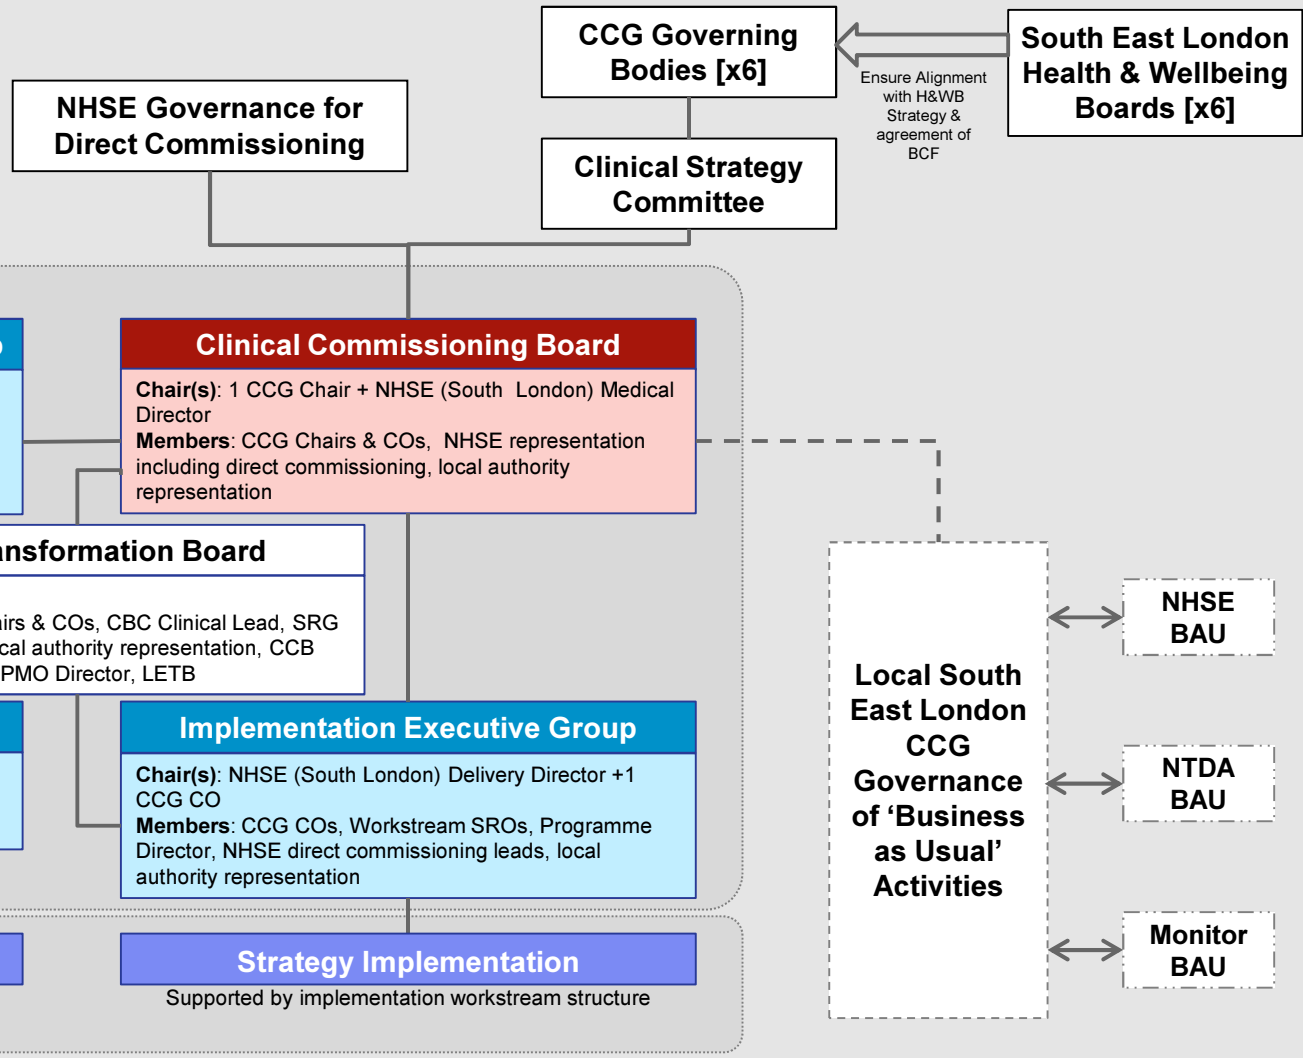 CCG Governing
Bodies [x6]
South East London
Health & Wellbeing
Boards [x6]
Ensure Alignment
with H&WB
Strategy &
agreement of
BCF
NHSE Governance for
Direct Commissioning
Clinical Strategy
Committee
Clinical Commissioning Board
Chair(s): 1 CCG Chair + NHSE (South London) Medical
Director
Members: CCG Chairs & COs, NHSE representation
including direct commissioning, local authority
representation
ansformation Board
airs & COs, CBC Clinical Lead, SRG
cal authority representation, CCB
PMO Director, LETB
Implementation Executive Group
Chair(s): NHSE (South London) Delivery Director +1
CCG CO
Members: CCG COs, Workstream SROs, Programme
Director, NHSE direct commissioning leads, local
authority representation
Strategy Implementation
Supported by implementation workstream structure
Local South
East London
CCG
Governance
of ‘Business
as Usual’
Activities
NHSE
BAU
NTDA
BAU
Monitor
BAU